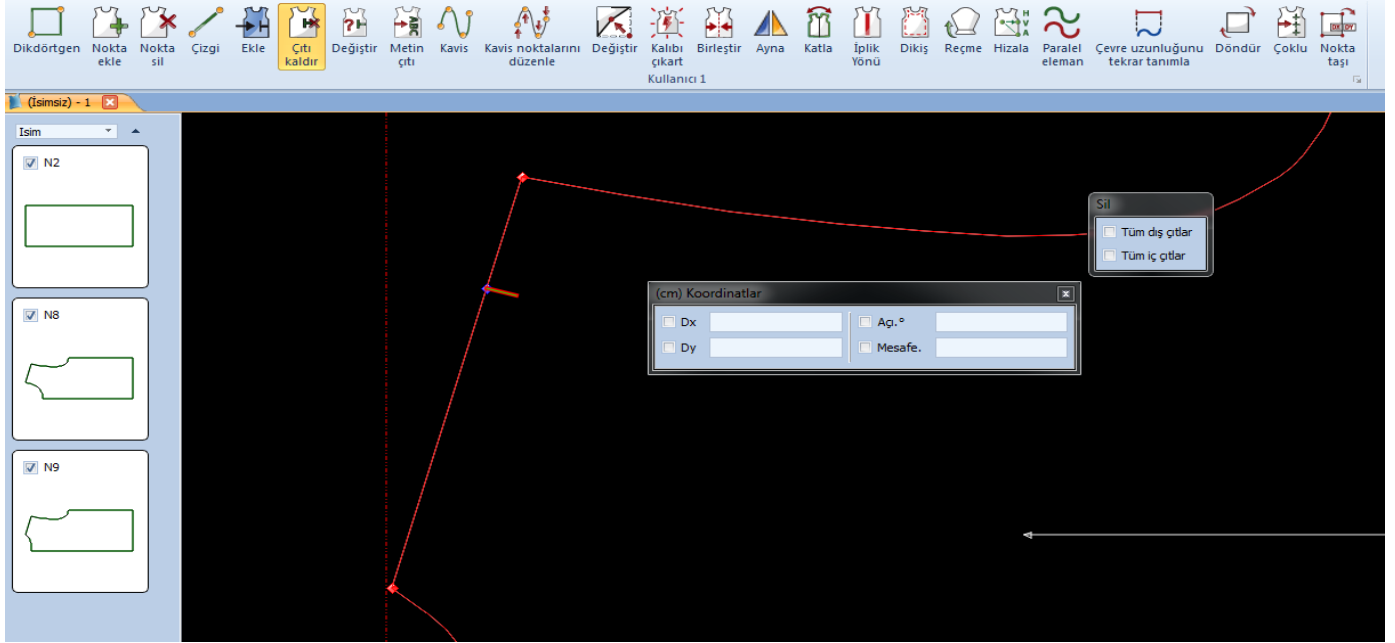 Dikdörtgen Nokta ekle Nokta sil Çizgi Ekle Çıtı kaldır Değiştir Metin çıtı Kavis Kavis noktalarını düzenle Değiştir Kalıbı çıkart Birleştir Ayna Katla İplik Yönü Dikiş Reçme Hizala Paralel eleman Çevre uzunluğunu tekrar tanımla Döndür Çoklu Nokta taşı
Kullanıcı 1
(İsimsiz) - 1
Isim
N2
N8
N9
Sil
Tüm dış çıtlar
Tüm iç çıtlar
(cm) Koordinatlar
Dx
Açı.°
Dy
Mesafe.